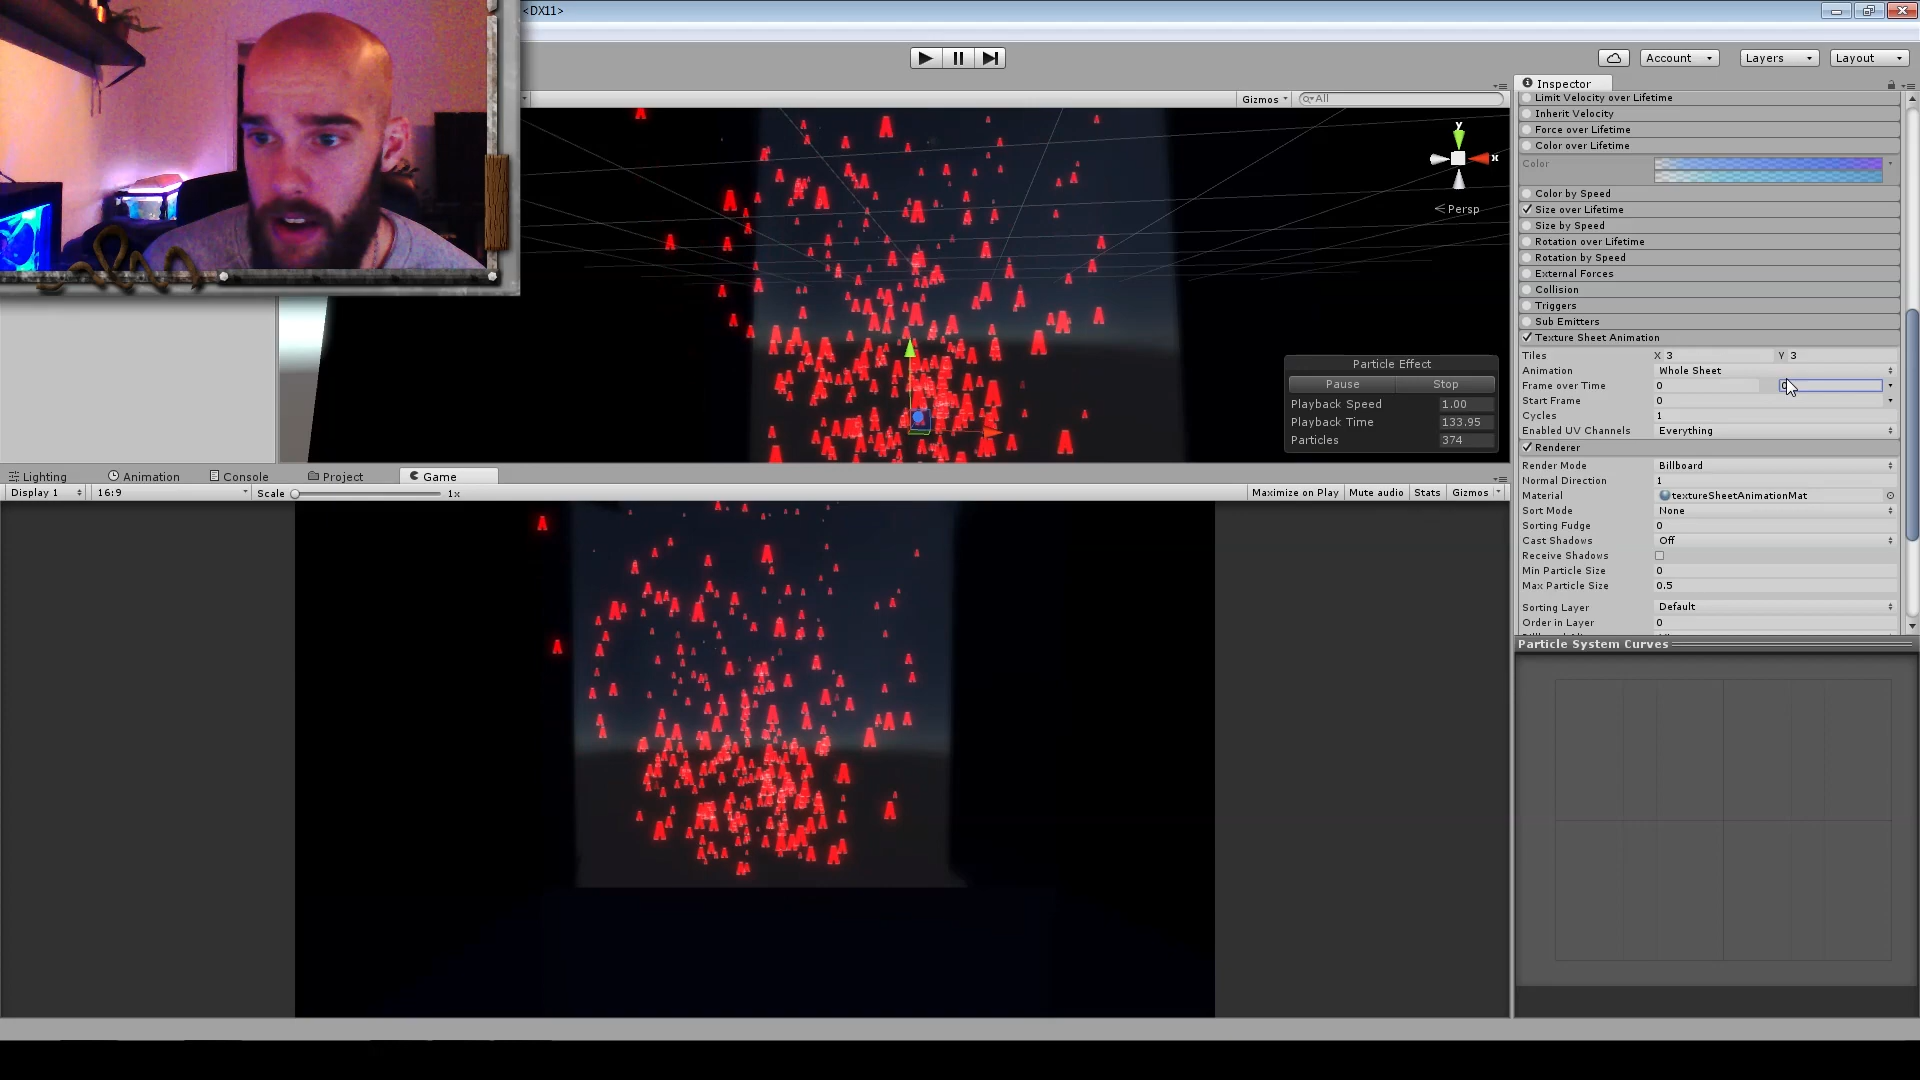 <DX11>
Account
Layers
Layout
Gizmos
All
Inspector
Limit Velocity over Lifetime
Inherit Velocity
Force over Lifetime
Color over Lifetime
Color
Color by Speed
Size over Lifetime
Size by Speed
Rotation over Lifetime
Rotation by Speed
External Forces
Collision
Triggers
Sub Emitters
Texture Sheet Animation
Tiles X 3 Y 3
Animation Whole Sheet
Frame over Time 0
Start Frame 0
Cycles 1
Enabled UV Channels Everything
Renderer
Render Mode Billboard
Normal Direction 1
Material textureSheetAnimationMat
Sort Mode None
Sorting Fudge 0
Cast Shadows Off
Receive Shadows
Min Particle Size 0
Max Particle Size 0.5
Sorting Layer Default
Order in Layer 0
Particle System Curves
y
x
Persp
Particle Effect
Pause Stop
Playback Speed 1.00
Playback Time 133.95
Particles 374
Lighting Animation Console Project Game
Display 1 16:9 Scale 1x Maximize on Play Mute audio Stats Gizmos